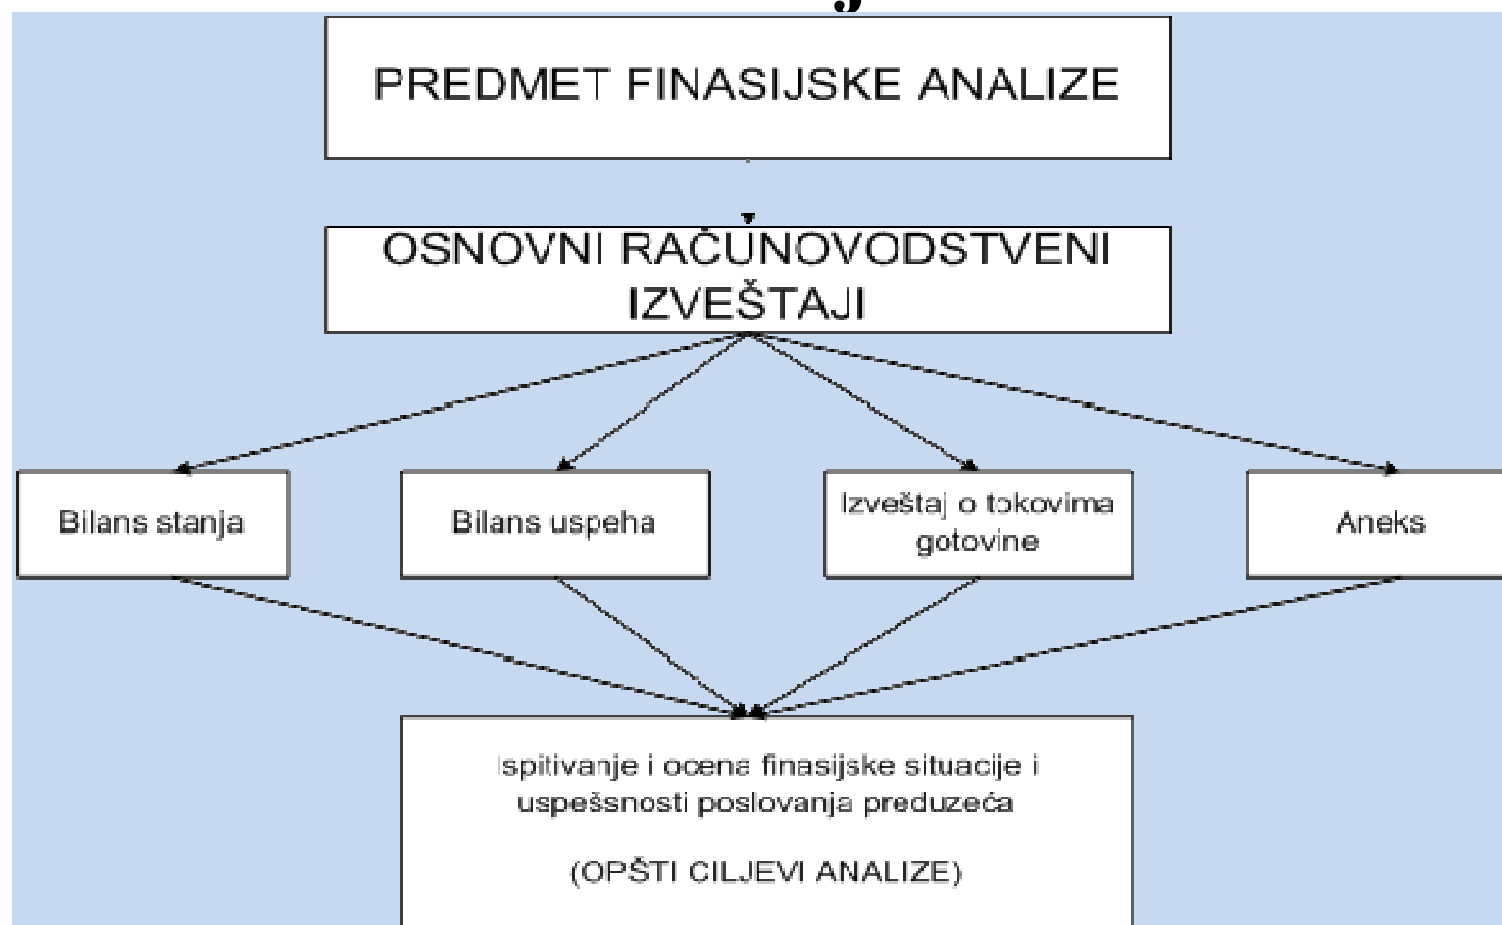 PREDMET FINASIJSKE ANALIZE
OSNOVNI RAČUNOVODSTVENI
IZVEŠTAJI
Bilans stanja
Bilans uspeha
Izveštaj o tokovima
gotovine
Aneks
Ispitivanje i ocena finasijske situacije i
uspešsnosti poslovanja preduzeća
(OPŠTI CILJEVI ANALIZE)